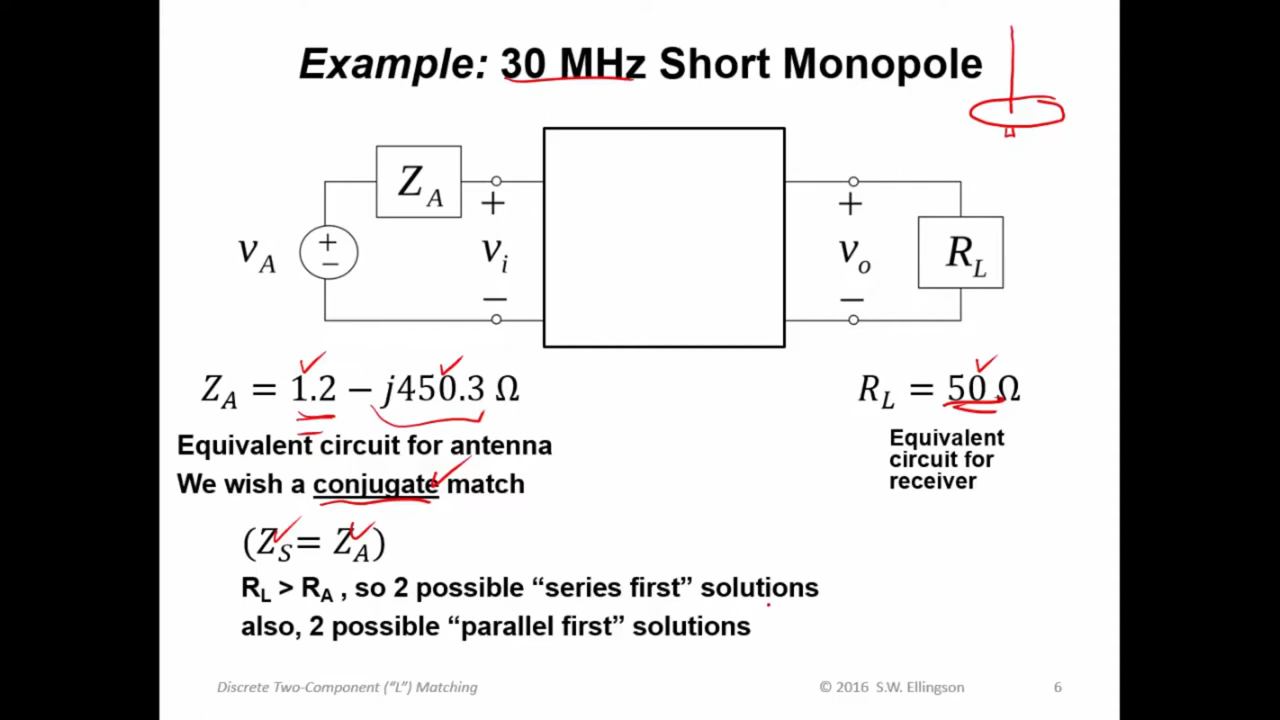 Example: 30 MHz Short Monopole
Z_A
v_A
+
−
+
v_i
−
+
v_o
−
R_L
Z_A = 1.2 − j450.3 Ω
R_L = 50 Ω
Equivalent circuit for antenna
We wish a conjugate match
(Z_S = Z_A)
Equivalent
circuit for
receiver
R_L > R_A , so 2 possible “series first” solutions
also, 2 possible “parallel first” solutions
Discrete Two-Component (“L”) Matching
© 2016 S.W. Ellingson
6